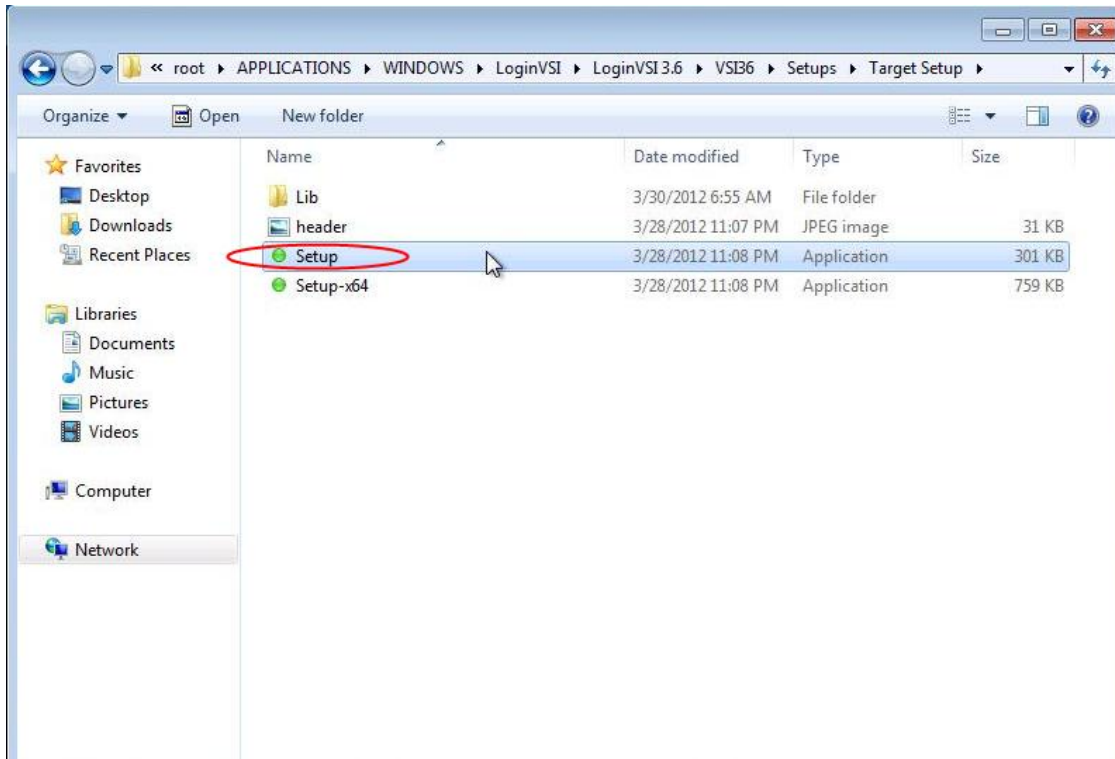 « root APPLICATIONS WINDOWS LoginVSI LoginVSI 3.6 VSI36 Setups Target Setup
Organize Open New folder
Favorites
Desktop
Downloads
Recent Places
Libraries
Documents
Music
Pictures
Videos
Computer
Network
Name Date modified Type Size
Lib 3/30/2012 6:55 AM File folder
header 3/28/2012 11:07 PM JPEG image 31 KB
Setup 3/28/2012 11:08 PM Application 301 KB
Setup-x64 3/28/2012 11:08 PM Application 759 KB